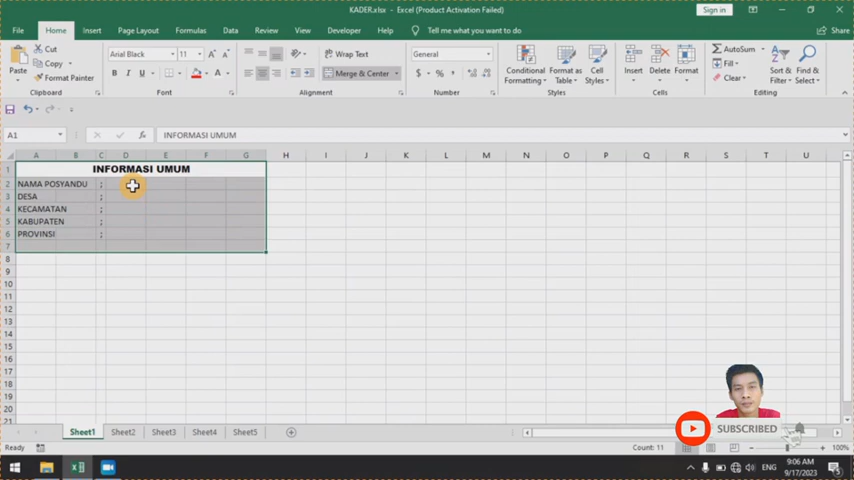 KADER.xlsx - Excel (Product Activation Failed)
Sign in
File Home Insert Page Layout Formulas Data Review View Developer Help Tell me what you want to do Share
Paste Cut Copy Format Painter
Arial Black 11
Wrap Text
Merge & Center
General
Conditional Formatting
Format as Table
Cell Styles
Insert Delete Format
AutoSum Fill Clear
Sort & Filter
Find & Select
Clipboard Font Alignment Number Styles Cells Editing
A1 INFORMASI UMUM
A B C D E F G H I J K L M N O P Q R S T U
1 INFORMASI UMUM
2 NAMA POSYANDU ;
3 DESA ;
4 KECAMATAN ;
5 KABUPATEN ;
6 PROVINSI ;
7
8
9
10
11
12
13
14
15
16
17
18
19
20
21
SUBSCRIBED
Sheet1 Sheet2 Sheet3 Sheet4 Sheet5
Ready Count: 11 100%
ENG 9:06 AM
9/17/2023